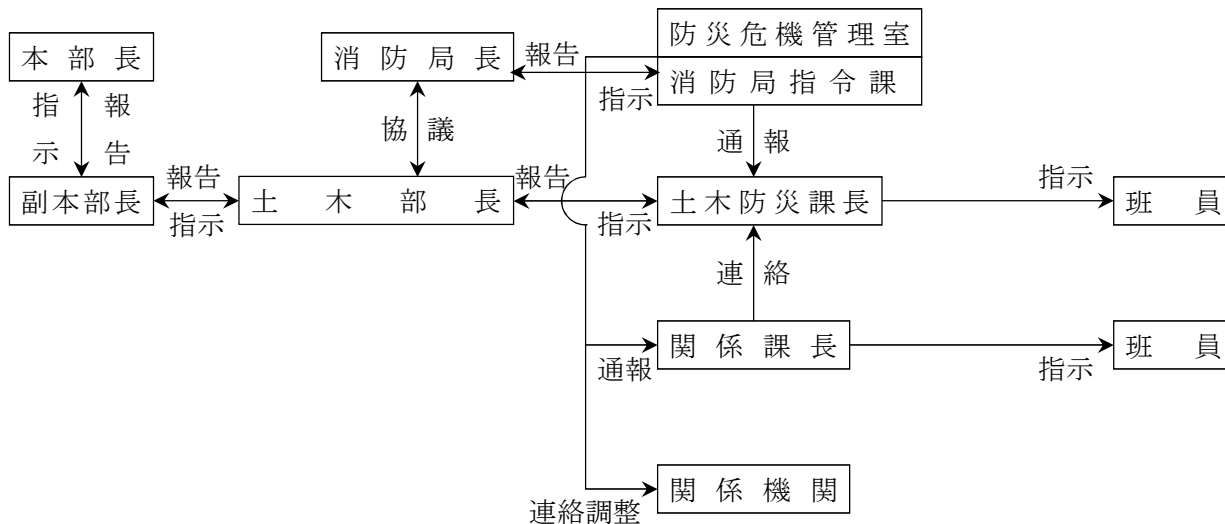 防災危機管理室
本部長
消防局長
報告
消防局指令課
指示
指示
報告
協議
通報
副本部長
報告
指示
土木部長
報告
指示
土木防災課長
指示
班員
連絡
関係課長
通報
指示
班員
関係機関
連絡調整